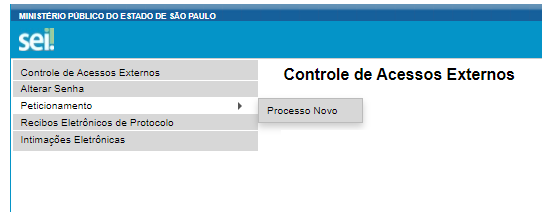 MINISTÉRIO PÚBLICO DO ESTADO DE SÃO PAULO
sei!
Controle de Acessos Externos
Alterar Senha
Peticionamento
Recibos Eletrônicos de Protocolo
Intimações Eletrônicas
Controle de Acessos Externos
Processo Novo